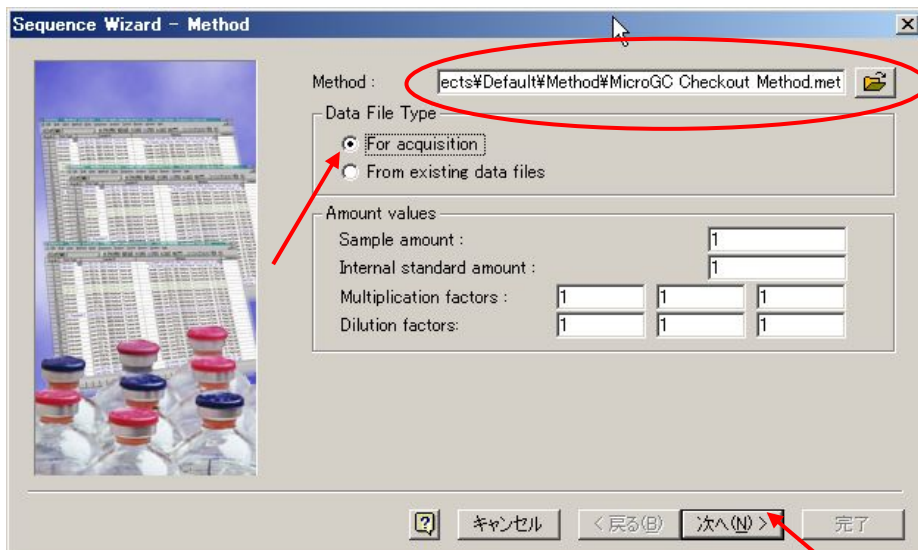 Sequence Wizard - Method
Method :
ects¥Default¥Method¥MicroGC Checkout Method.met
Data File Type
For acquisition
From existing data files
Amount values
Sample amount : 1
Internal standard amount : 1
Multiplication factors : 1 1 1
Dilution factors: 1 1 1
キャンセル
< 戻る(B)
次へ(N) >
完了